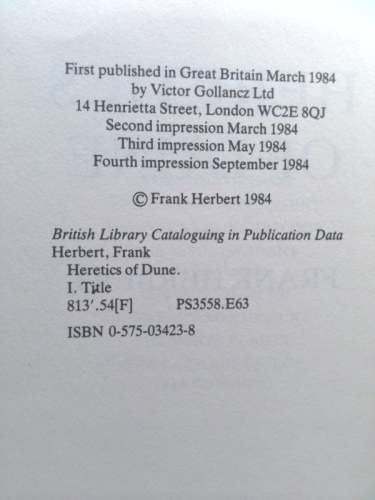 First published in Great Britain March 1984
by Victor Gollancz Ltd
14 Henrietta Street, London WC2E 8QJ
Second impression March 1984
Third impression May 1984
Fourth impression September 1984
© Frank Herbert 1984
British Library Cataloguing in Publication Data
Herbert, Frank
Heretics of Dune.
I. Title
813'.54[F] PS3558.E63
ISBN 0-575-03423-8